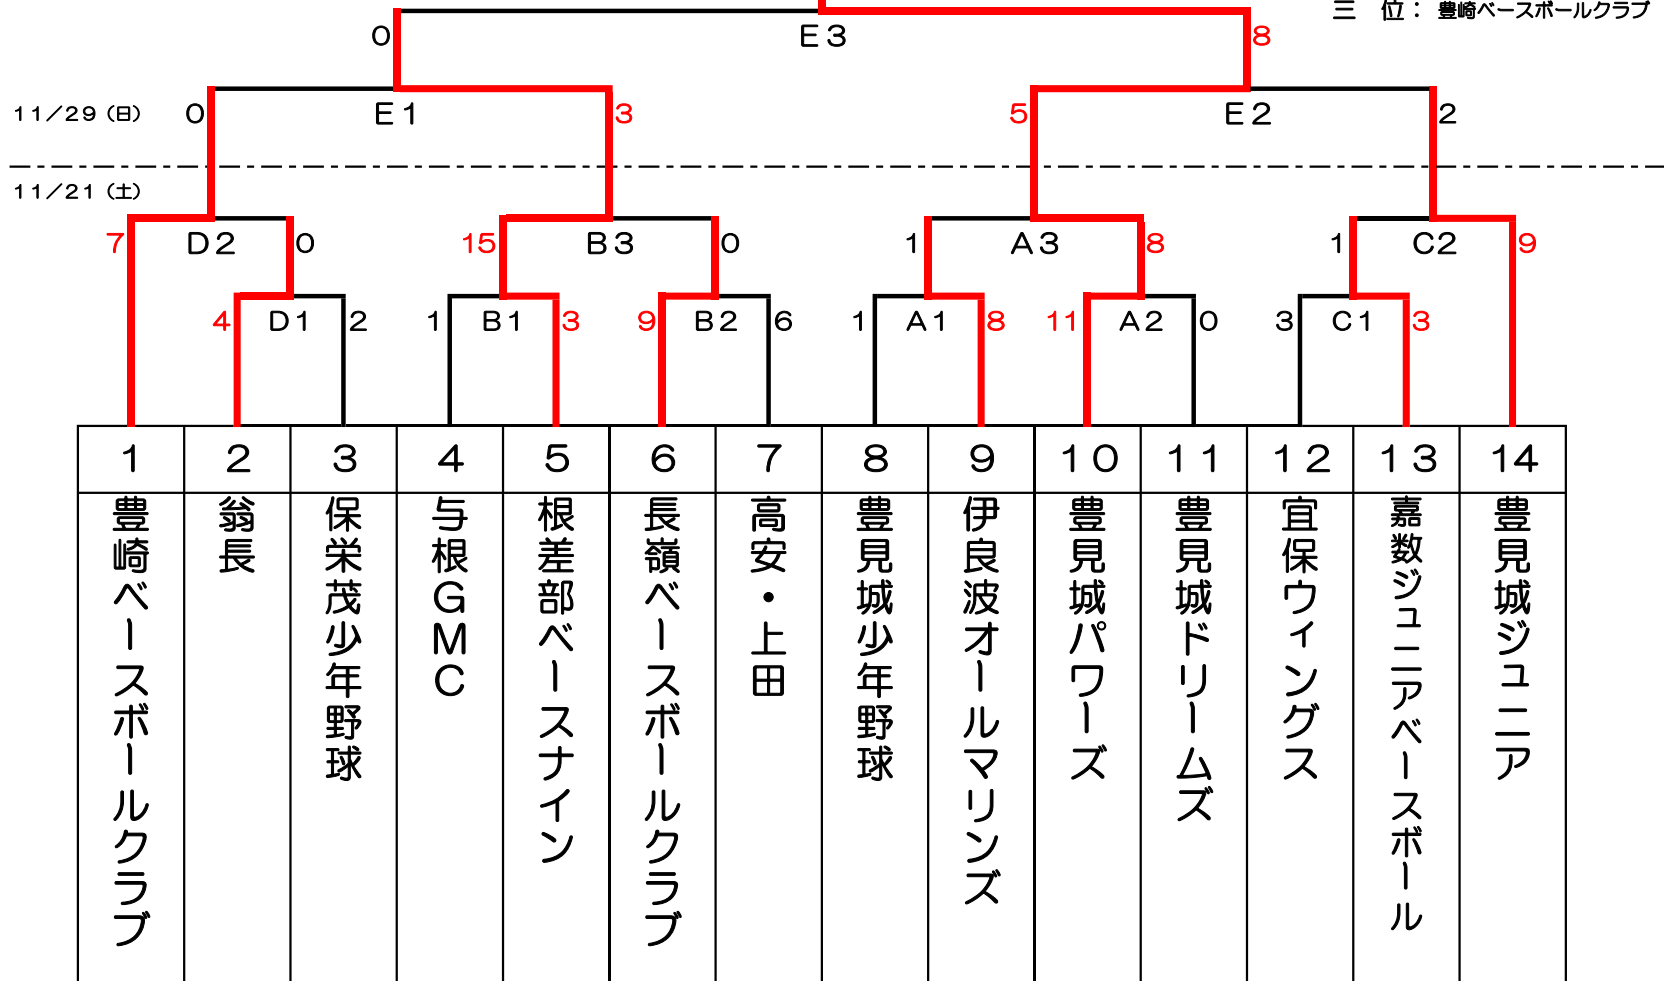 三　位： 豊崎ベースボールクラブ
0 E3 8
11/29（日） 0 E1 3 5 E2 2
11/21（土）
7 D2 0 15 B3 0 1 A3 8 1 C2 9
4 D1 2 1 B1 3 9 B2 6 1 A1 8 11 A2 0 3 C1 3
1 2 3 4 5 6 7 8 9 10 11 12 13 14
豊崎ベースボールクラブ
翁長
保栄茂少年野球
与根GMC
根差部ベースナイン
長嶺ベースボールクラブ
高安・上田
豊見城少年野球
伊良波オールマリンズ
豊見城パワーズ
豊見城ドリームズ
宜保ウィングス
嘉数ジュニアベースボール
豊見城ジュニア